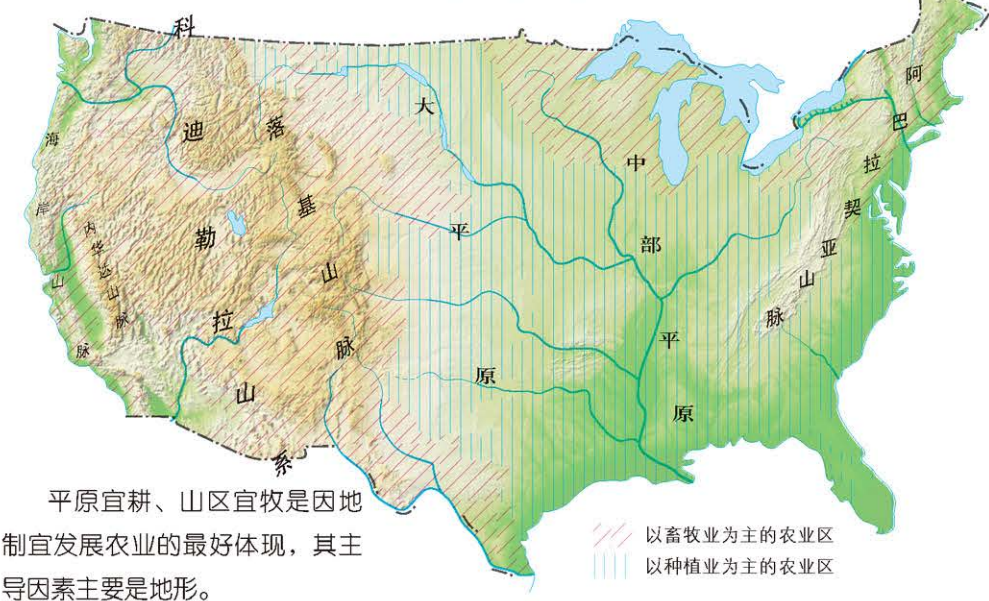 科迪勒拉山系
海岸山脉
内华达山脉
落基山脉
大平原
中部平原
阿巴拉契亚山脉
平原宜耕、山区宜牧是因地
制宜发展农业的最好体现，其主
导因素主要是地形。
以畜牧业为主的农业区
以种植业为主的农业区